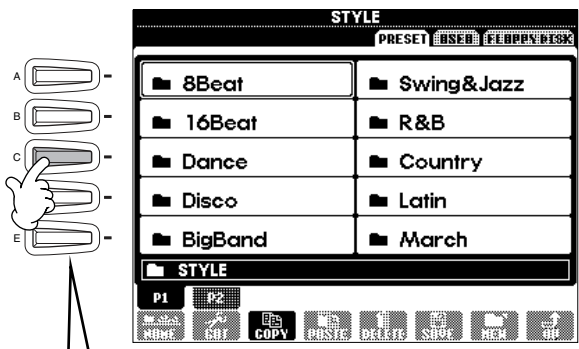 STYLE
PRESET USER FLOPPY DISK
A 8Beat Swing&Jazz
B 16Beat R&B
C Dance Country
Disco Latin
E BigBand March
STYLE
P1 P2
NAME CUT COPY PASTE DELETE SAVE NEW UP